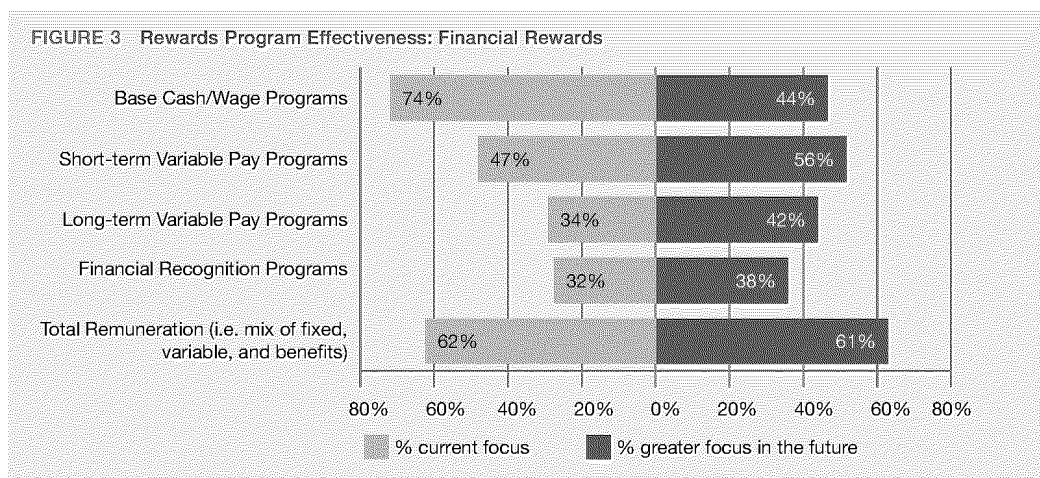 FIGURE 3 Rewards Program Effectiveness: Financial Rewards
Base Cash/Wage Programs
74%
44%
Short-term Variable Pay Programs
47%
56%
Long-term Variable Pay Programs
34%
42%
Financial Recognition Programs
32%
38%
Total Remuneration (i.e. mix of fixed,
variable, and benefits)
62%
61%
80% 60% 40% 20% 0% 20% 40% 60% 80%
% current focus
% greater focus in the future